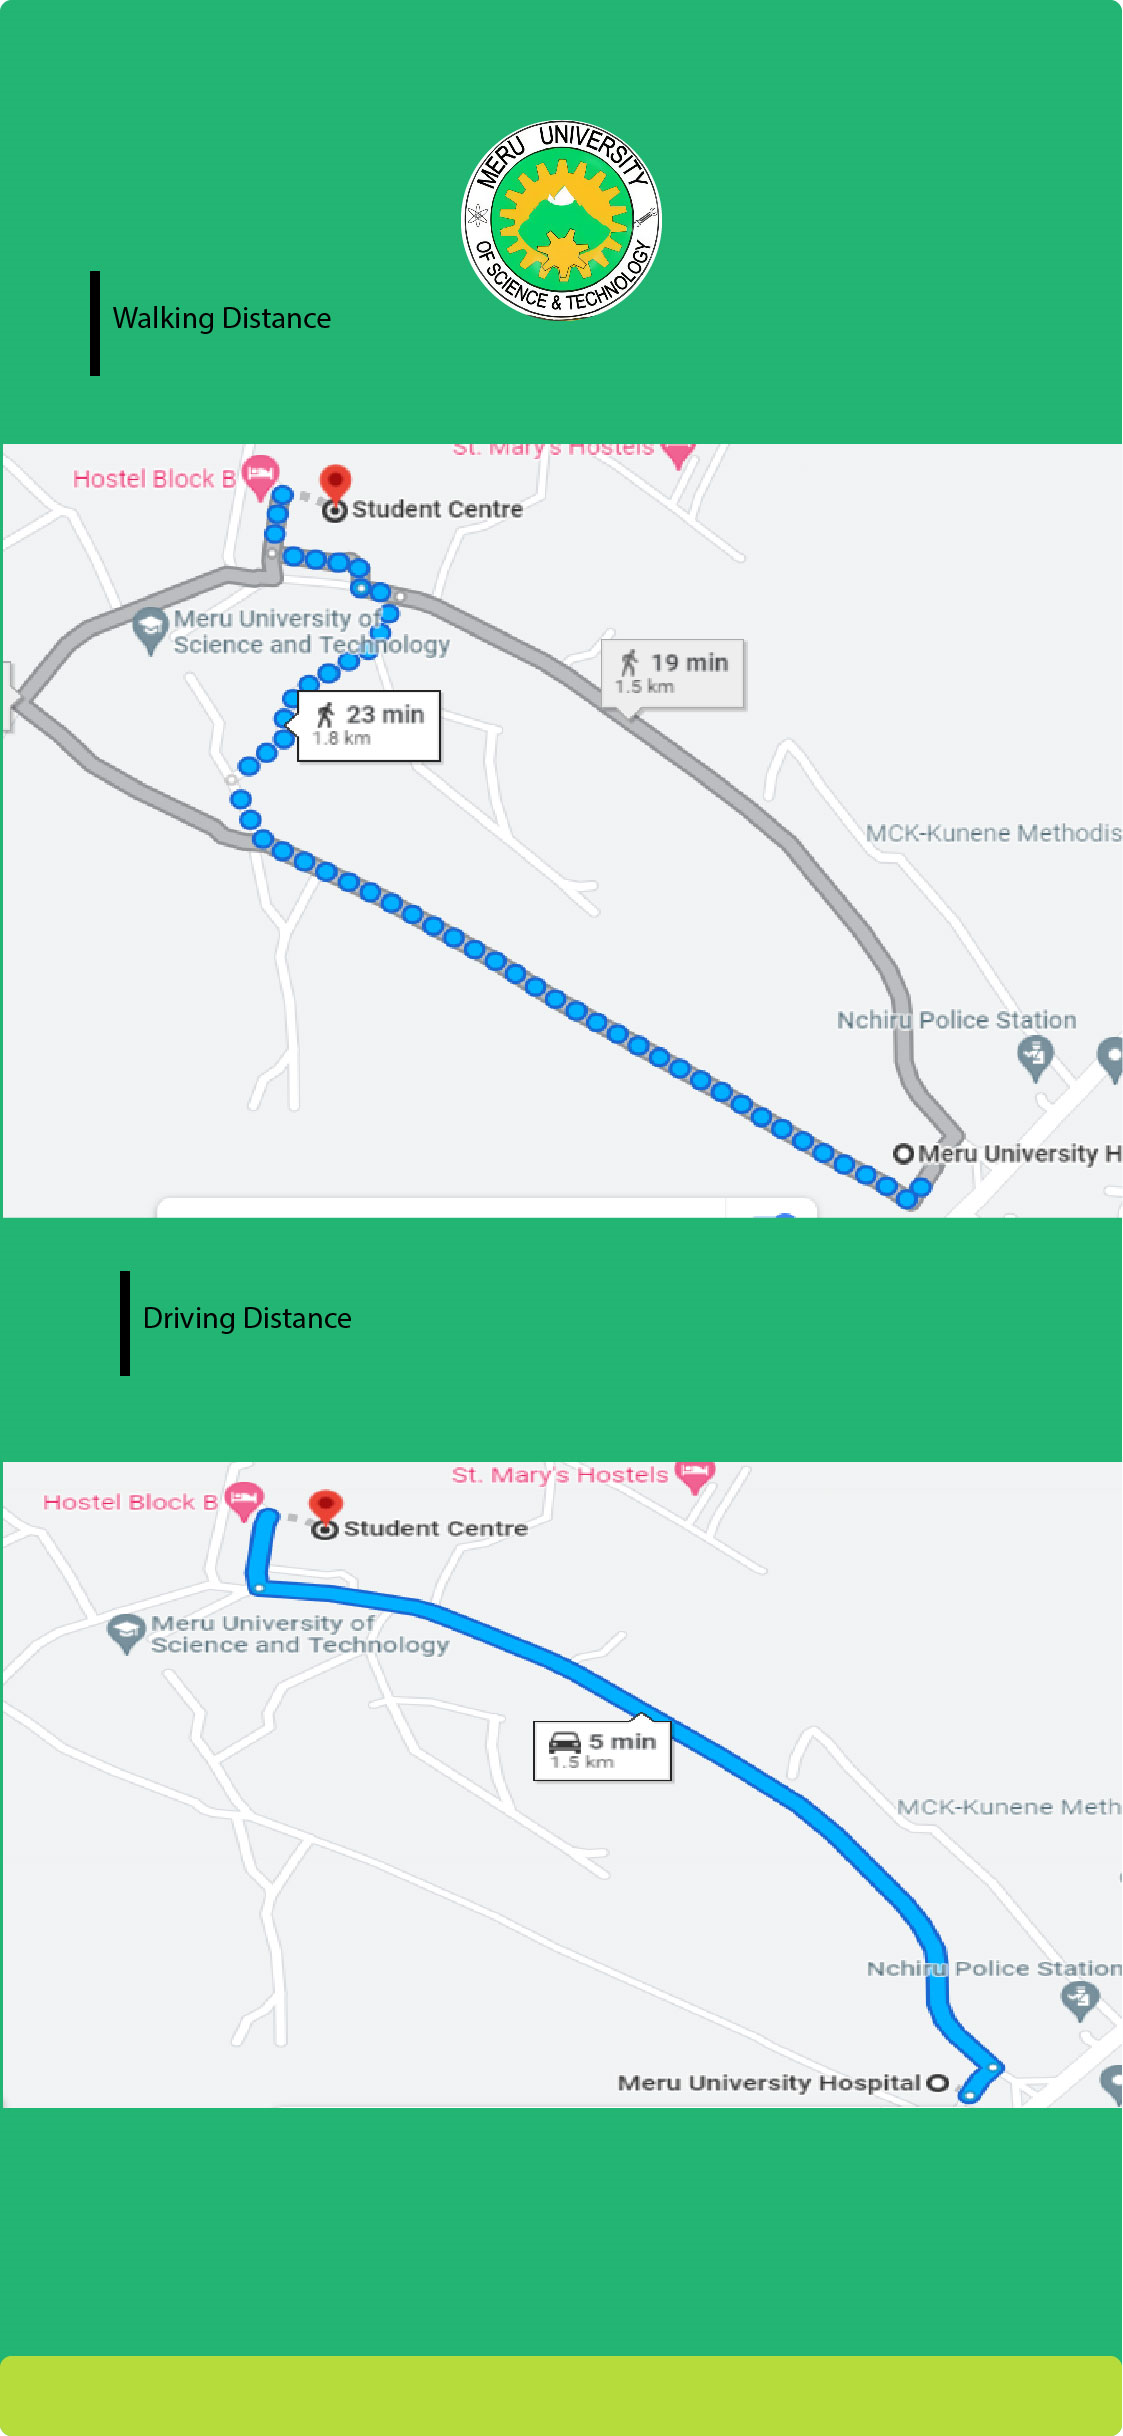 MERU UNIVERSITY
OF SCIENCE & TECHNOLOGY
Walking Distance
St. Mary's Hostels
Hostel Block B
Student Centre
Meru University of
Science and Technology
19 min
1.5 km
23 min
1.8 km
MCK-Kunene Methodis
Nchiru Police Station
Meru University H
Driving Distance
St. Mary's Hostels
Hostel Block B
Student Centre
Meru University of
Science and Technology
5 min
1.5 km
MCK-Kunene Meth
Nchiru Police Station
Meru University Hospital